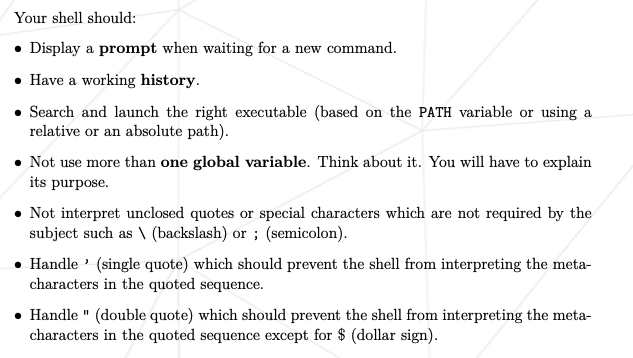 Your shell should:
• Display a prompt when waiting for a new command.
• Have a working history.
• Search and launch the right executable (based on the PATH variable or using a
relative or an absolute path).
• Not use more than one global variable. Think about it. You will have to explain
its purpose.
• Not interpret unclosed quotes or special characters which are not required by the
subject such as \ (backslash) or ; (semicolon).
• Handle ’ (single quote) which should prevent the shell from interpreting the meta-
characters in the quoted sequence.
• Handle " (double quote) which should prevent the shell from interpreting the meta-
characters in the quoted sequence except for $ (dollar sign).